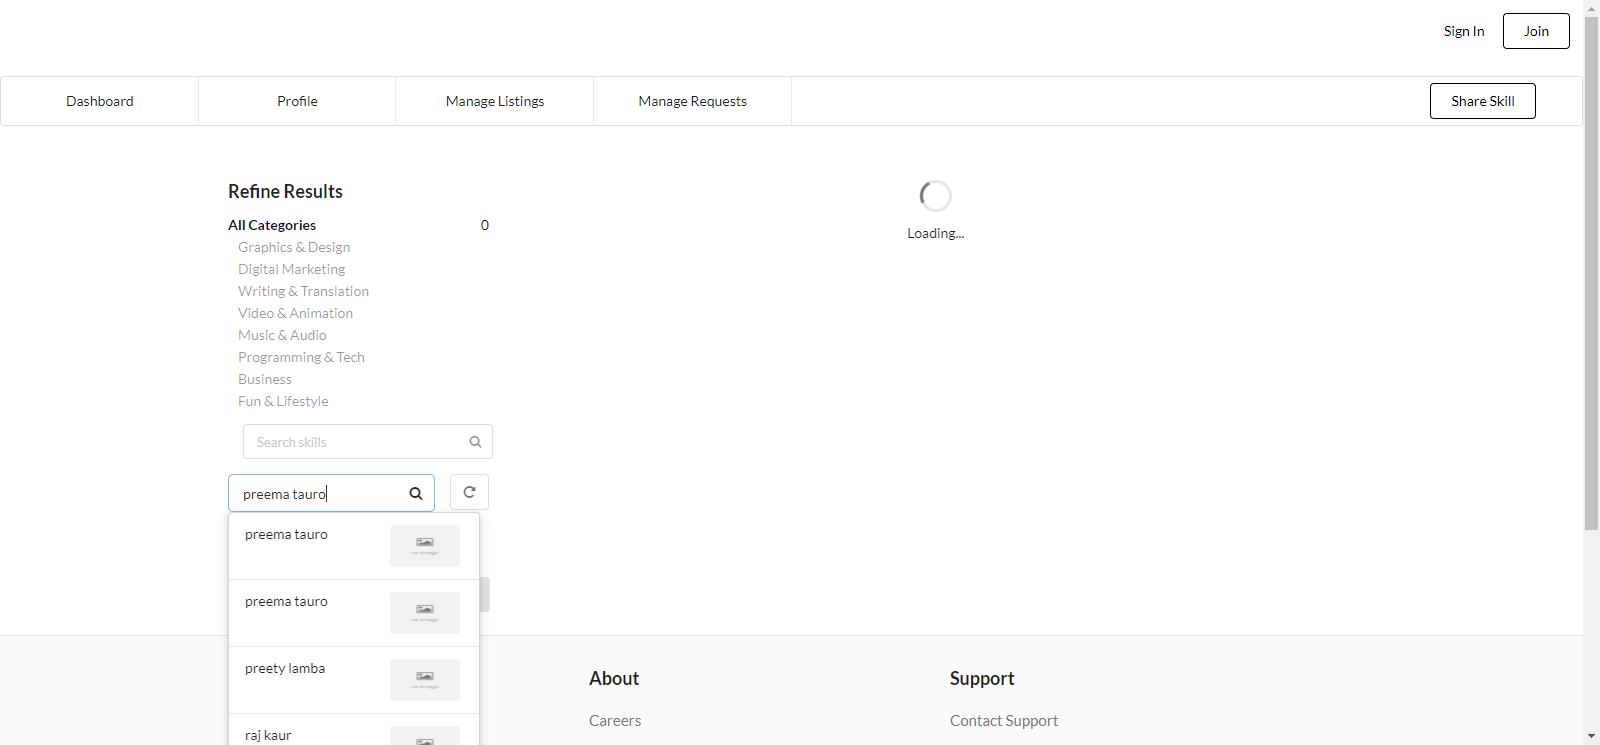 Sign In
Join
Dashboard
Profile
Manage Listings
Manage Requests
Share Skill
Refine Results
All Categories
0
Graphics & Design
Digital Marketing
Writing & Translation
Video & Animation
Music & Audio
Programming & Tech
Business
Fun & Lifestyle
Search skills
preema tauro
preema tauro
preema tauro
preety lamba
raj kaur
Loading...
About
Careers
Support
Contact Support